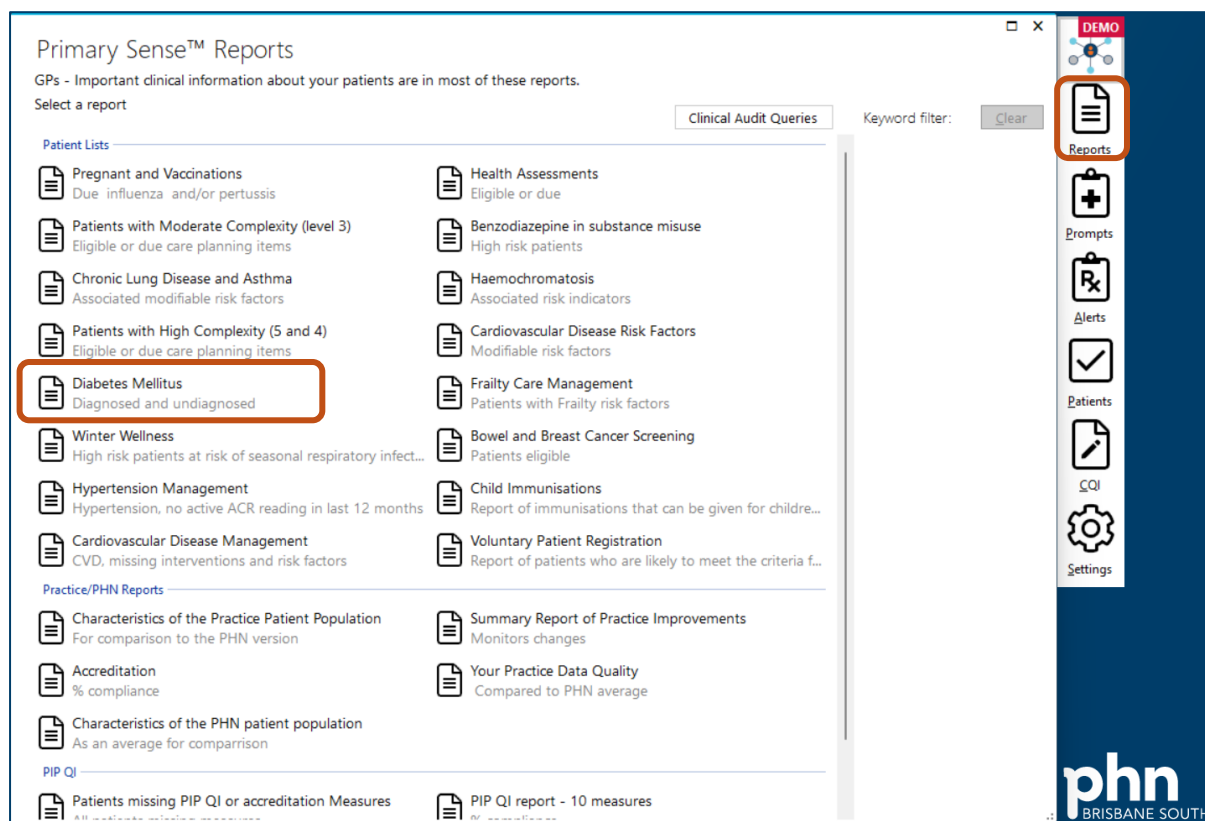 Primary Sense™ Reports
GPs - Important clinical information about your patients are in most of these reports.
Select a report
Clinical Audit Queries
Keyword filter:
Clear
Patient Lists
Pregnant and Vaccinations
Due influenza and/or pertussis
Health Assessments
Eligible or due
Patients with Moderate Complexity (level 3)
Eligible or due care planning items
Benzodiazepine in substance misuse
High risk patients
Chronic Lung Disease and Asthma
Associated modifiable risk factors
Haemochromatosis
Associated risk indicators
Patients with High Complexity (5 and 4)
Eligible or due care planning items
Cardiovascular Disease Risk Factors
Modifiable risk factors
Diabetes Mellitus
Diagnosed and undiagnosed
Frailty Care Management
Patients with Frailty risk factors
Winter Wellness
High risk patients at risk of seasonal respiratory infect...
Bowel and Breast Cancer Screening
Patients eligible
Hypertension Management
Hypertension, no active ACR reading in last 12 months
Child Immunisations
Report of immunisations that can be given for childre...
Cardiovascular Disease Management
CVD, missing interventions and risk factors
Voluntary Patient Registration
Report of patients who are likely to meet the criteria f...
Practice/PHN Reports
Characteristics of the Practice Patient Population
For comparison to the PHN version
Summary Report of Practice Improvements
Monitors changes
Accreditation
% compliance
Your Practice Data Quality
Compared to PHN average
Characteristics of the PHN patient population
As an average for comparrison
PIP QI
Patients missing PIP QI or accreditation Measures
All patients missing measures
PIP QI report - 10 measures
% compliance
DEMO
Reports
Prompts
Rx
Alerts
Patients
CQI
Settings
phn
BRISBANE SOUTH